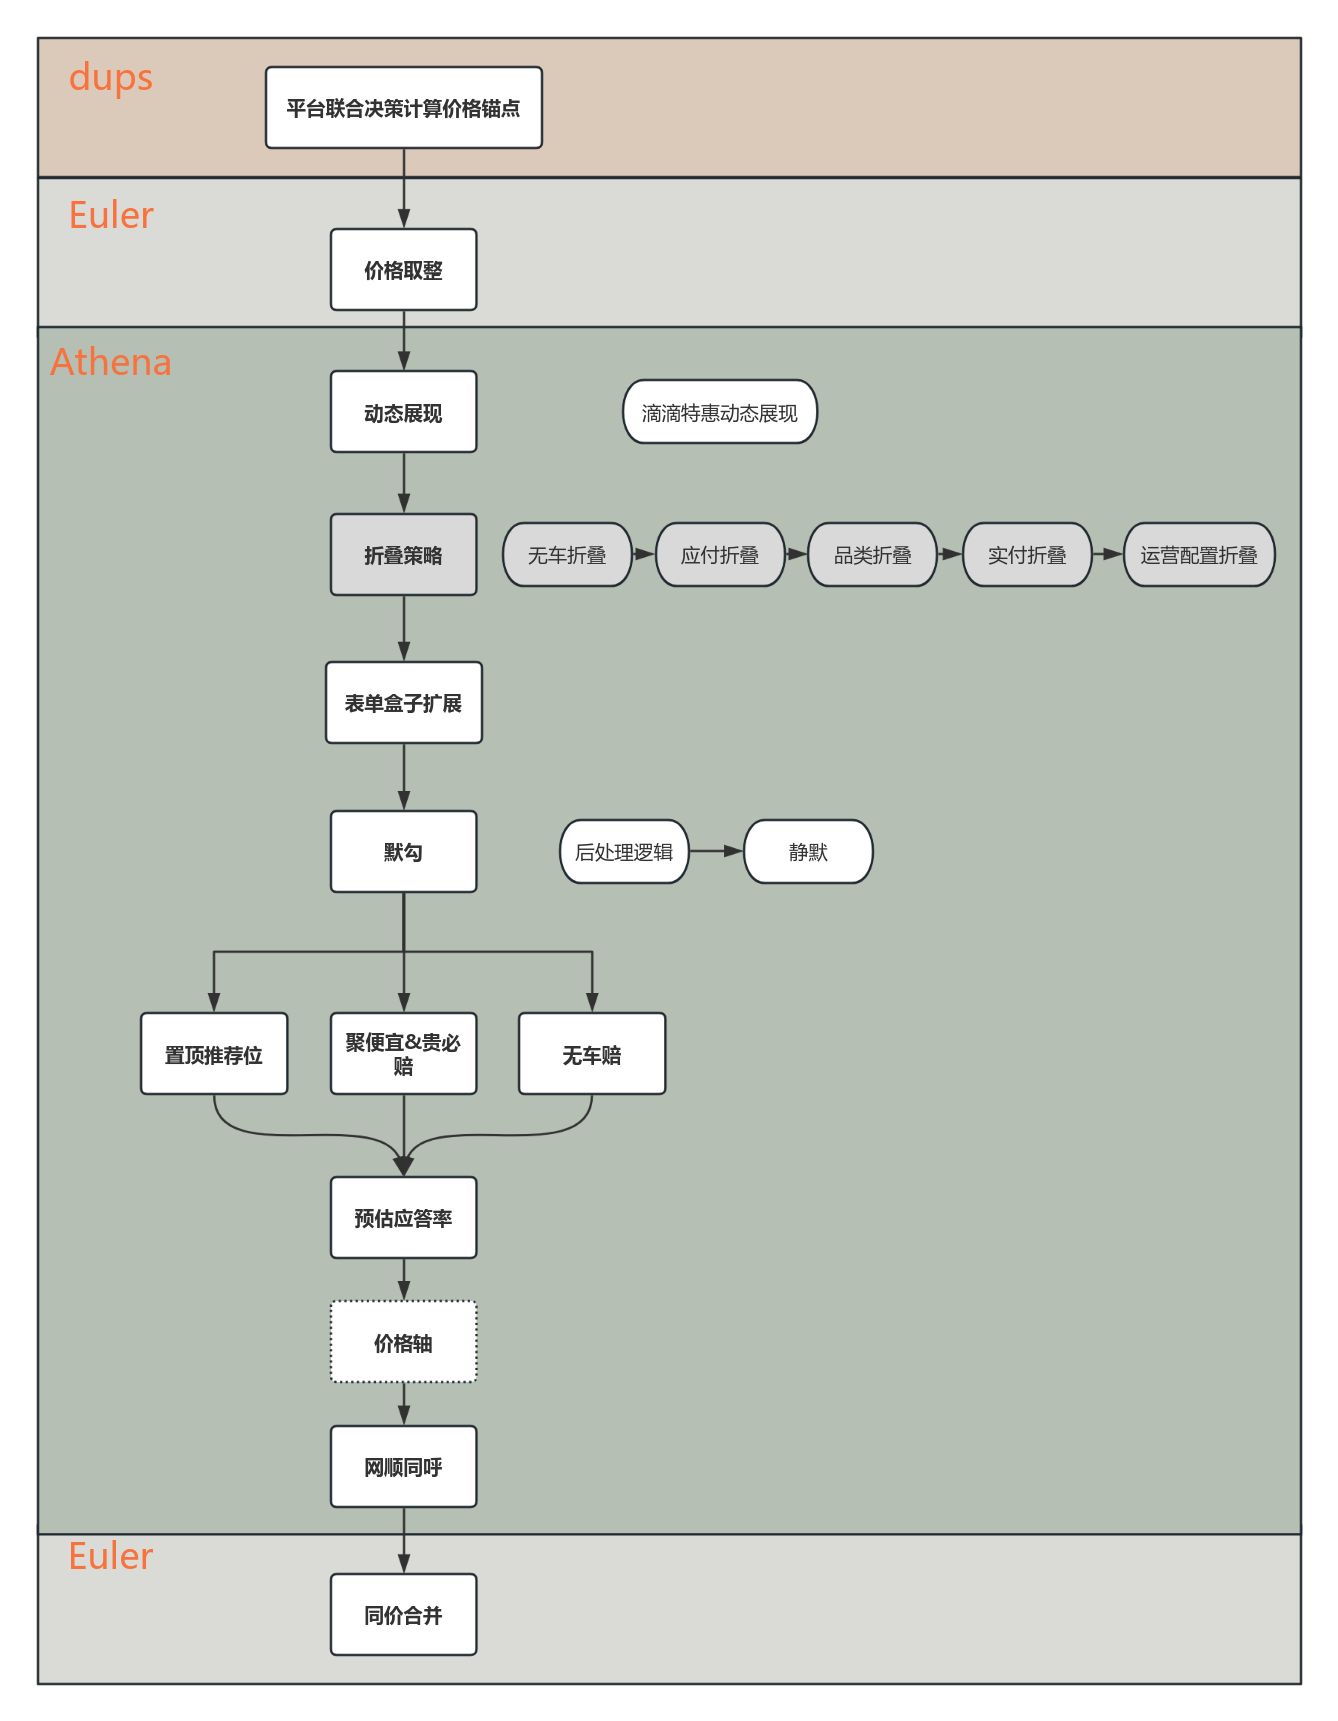 dups
平台联合决策计算价格锚点
Euler
价格取整
Athena
动态展现
滴滴特惠动态展现
折叠策略
无车折叠
应付折叠
品类折叠
实付折叠
运营配置折叠
表单盒子扩展
默勾
后处理逻辑
静默
置顶推荐位
聚便宜&贵必
赔
无车赔
预估应答率
价格轴
网顺同呼
Euler
同价合并